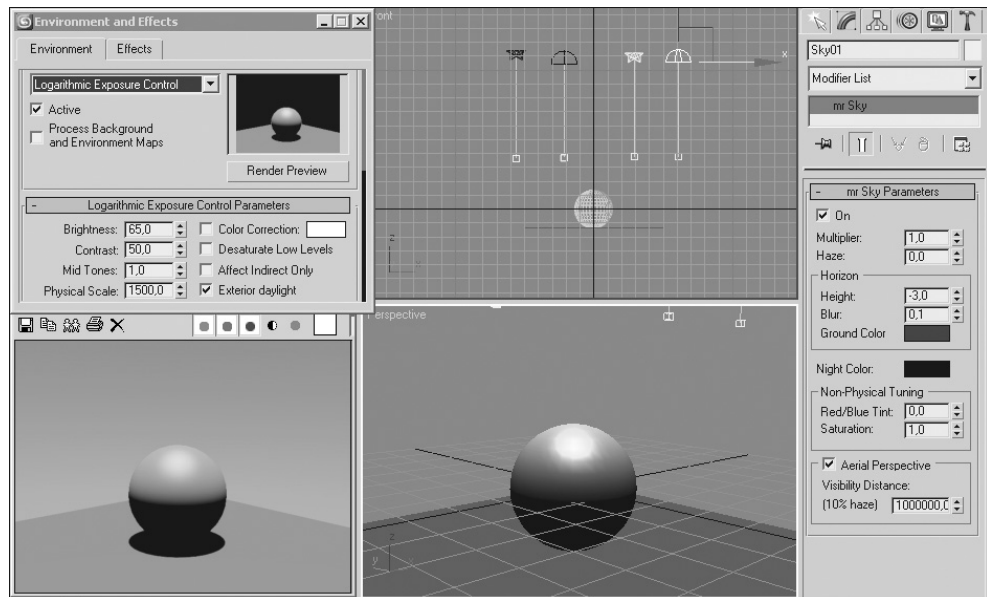 Environment and Effects
Environment
Effects
Logarithmic Exposure Control
Active
Process Background
and Environment Maps
Render Preview
- Logarithmic Exposure Control Parameters
Brightness: 65,0
Color Correction:
Contrast: 50,0
Desaturate Low Levels
Mid Tones: 1,0
Affect Indirect Only
Physical Scale: 1500,0
Exterior daylight
ont
x
z
Perspective
z
y
Sky01
Modifier List
mr Sky
- mr Sky Parameters
On
Multiplier: 1,0
Haze: 0,0
Horizon
Height: -3,0
Blur: 0,1
Ground Color
Night Color:
Non-Physical Tuning
Red/Blue Tint: 0,0
Saturation: 1,0
Aerial Perspective
Visibility Distance:
(10% haze) 1000000,0